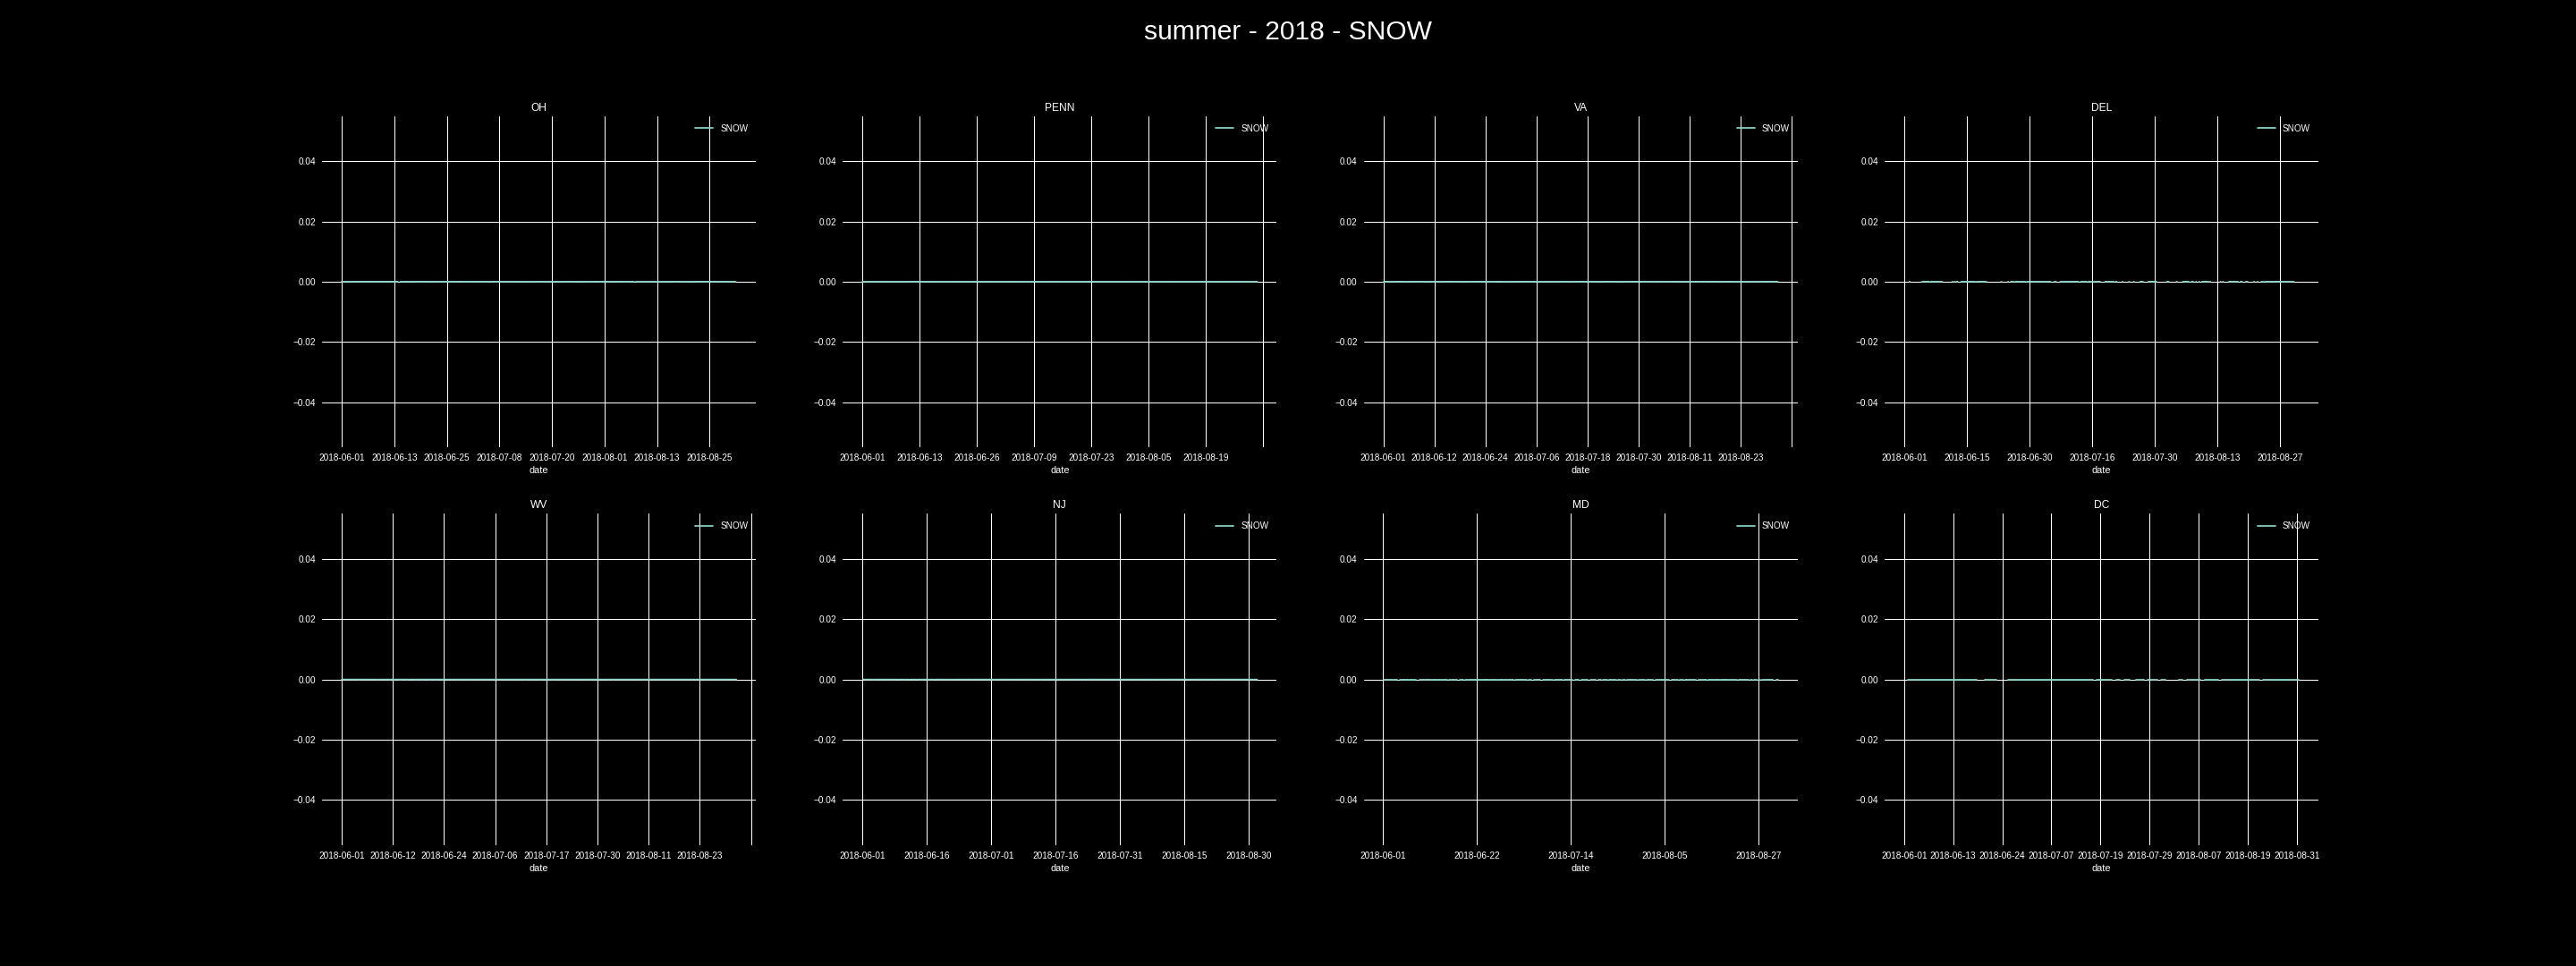 summer - 2018 - SNOW
OH
SNOW
0.04
0.02
0.00
−0.02
−0.04
2018-06-01 2018-06-13 2018-06-25 2018-07-08 2018-07-20 2018-08-01 2018-08-13 2018-08-25
date
PENN
SNOW
0.04
0.02
0.00
−0.02
−0.04
2018-06-01 2018-06-13 2018-06-26 2018-07-09 2018-07-23 2018-08-05 2018-08-19
date
VA
SNOW
0.04
0.02
0.00
−0.02
−0.04
2018-06-01 2018-06-12 2018-06-24 2018-07-06 2018-07-18 2018-07-30 2018-08-11 2018-08-23
date
DEL
SNOW
0.04
0.02
0.00
−0.02
−0.04
2018-06-01 2018-06-15 2018-06-30 2018-07-16 2018-07-30 2018-08-13 2018-08-27
date
WV
SNOW
0.04
0.02
0.00
−0.02
−0.04
2018-06-01 2018-06-12 2018-06-24 2018-07-06 2018-07-17 2018-07-30 2018-08-11 2018-08-23
date
NJ
SNOW
0.04
0.02
0.00
−0.02
−0.04
2018-06-01 2018-06-16 2018-07-01 2018-07-16 2018-07-31 2018-08-15 2018-08-30
date
MD
SNOW
0.04
0.02
0.00
−0.02
−0.04
2018-06-01 2018-06-22 2018-07-14 2018-08-05 2018-08-27
date
DC
SNOW
0.04
0.02
0.00
−0.02
−0.04
2018-06-01 2018-06-13 2018-06-24 2018-07-07 2018-07-19 2018-07-29 2018-08-07 2018-08-19 2018-08-31
date